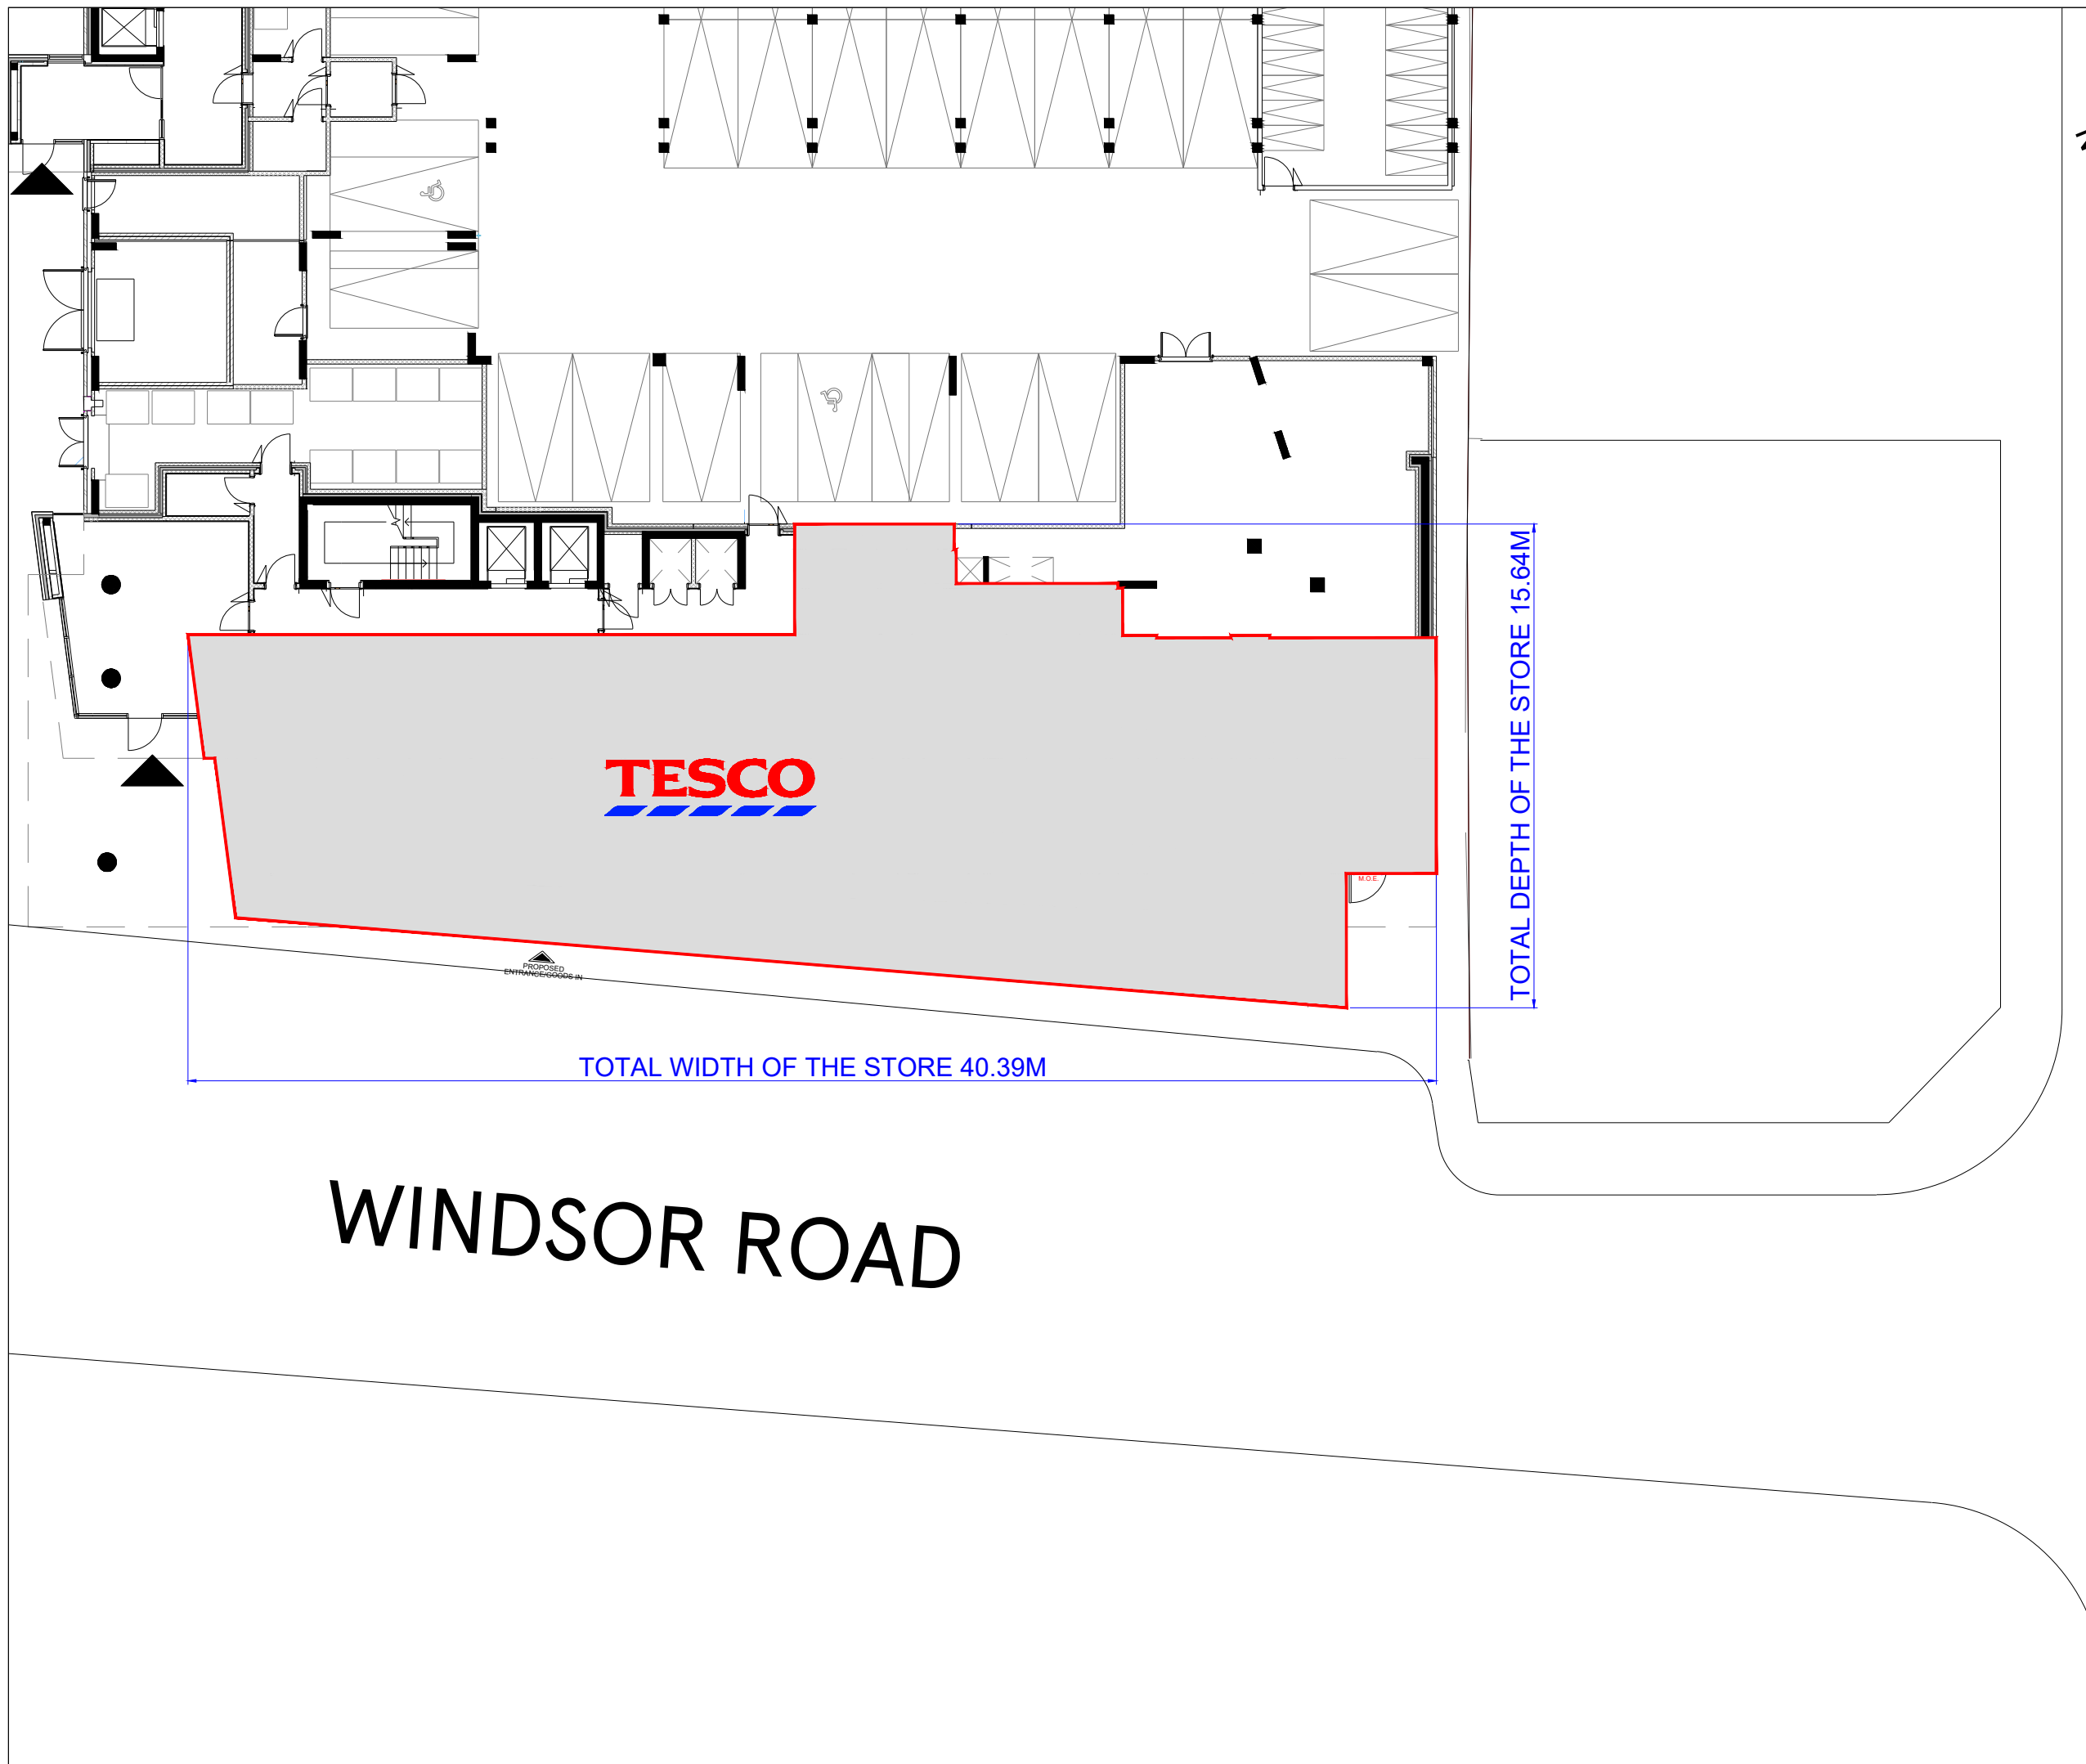 TOTAL DEPTH OF THE STORE 15.64M
TESCO
M.O.E.
PROPOSED
ENTRANCE/GOODS IN
TOTAL WIDTH OF THE STORE 40.39M
WINDSOR ROAD